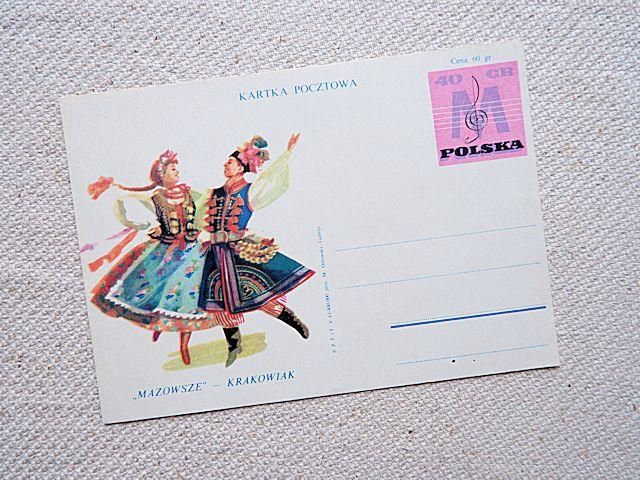 Cena 60 gr
KARTKA POCZTOWA
40 GR
M
POLSKA
„MAZOWSZE” — KRAKOWIAK